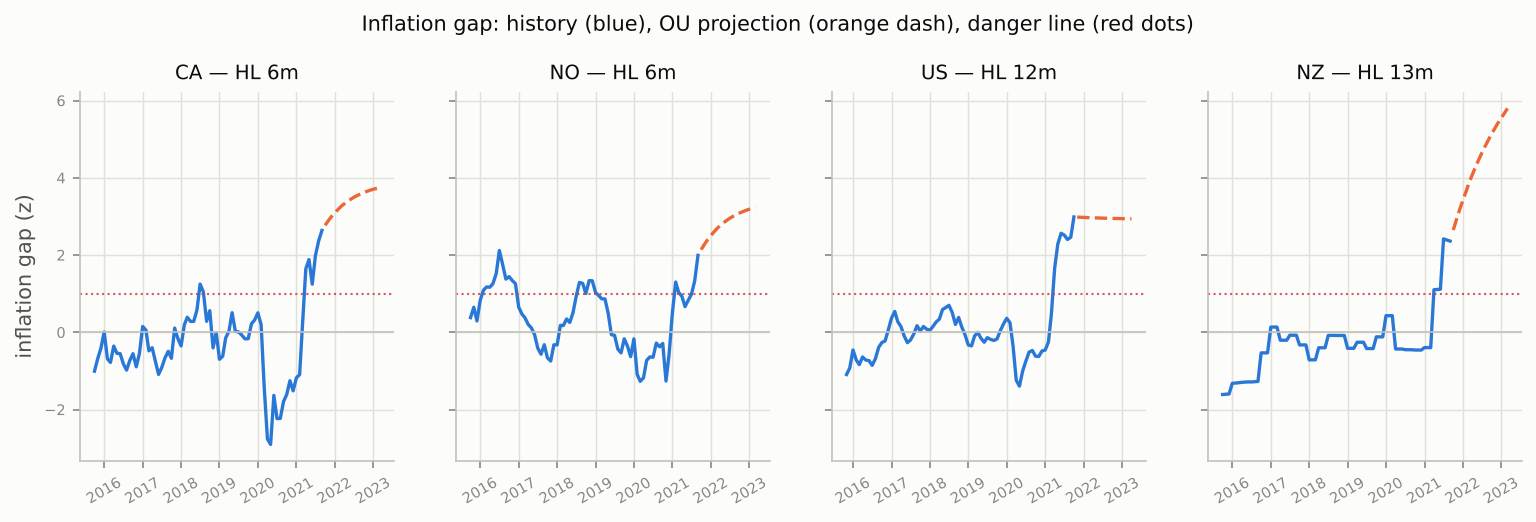 Inflation gap: history (blue), OU projection (orange dash), danger line (red dots)
CA — HL 6m
NO — HL 6m
US — HL 12m
NZ — HL 13m
inflation gap (z)
6
4
2
0
−2
2016 2017 2018 2019 2020 2021 2022 2023
2016 2017 2018 2019 2020 2021 2022 2023
2016 2017 2018 2019 2020 2021 2022 2023
2016 2017 2018 2019 2020 2021 2022 2023